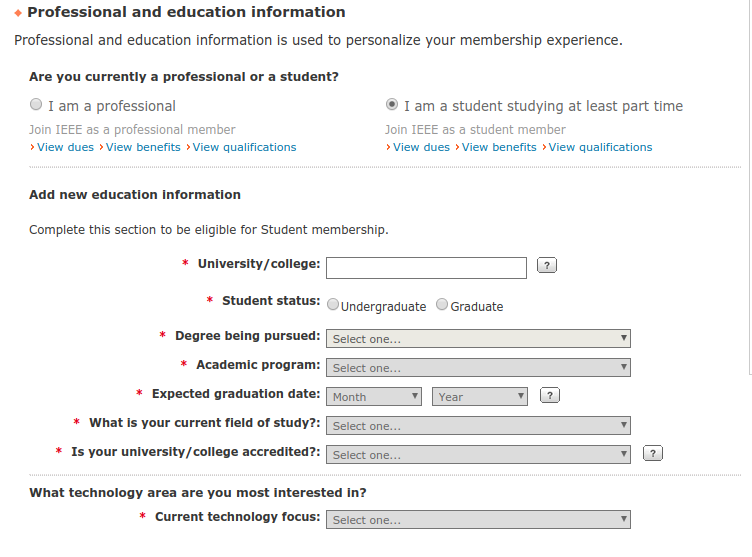 Professional and education information
Professional and education information is used to personalize your membership experience.
Are you currently a professional or a student?
I am a professional
I am a student studying at least part time
Join IEEE as a professional member
Join IEEE as a student member
View dues View benefits View qualifications
View dues View benefits View qualifications
Add new education information
Complete this section to be eligible for Student membership.
* University/college: ?
* Student status: Undergraduate Graduate
* Degree being pursued: Select one...
* Academic program: Select one...
* Expected graduation date: Month Year ?
* What is your current field of study?: Select one...
* Is your university/college accredited?: Select one... ?
What technology area are you most interested in?
* Current technology focus: Select one...